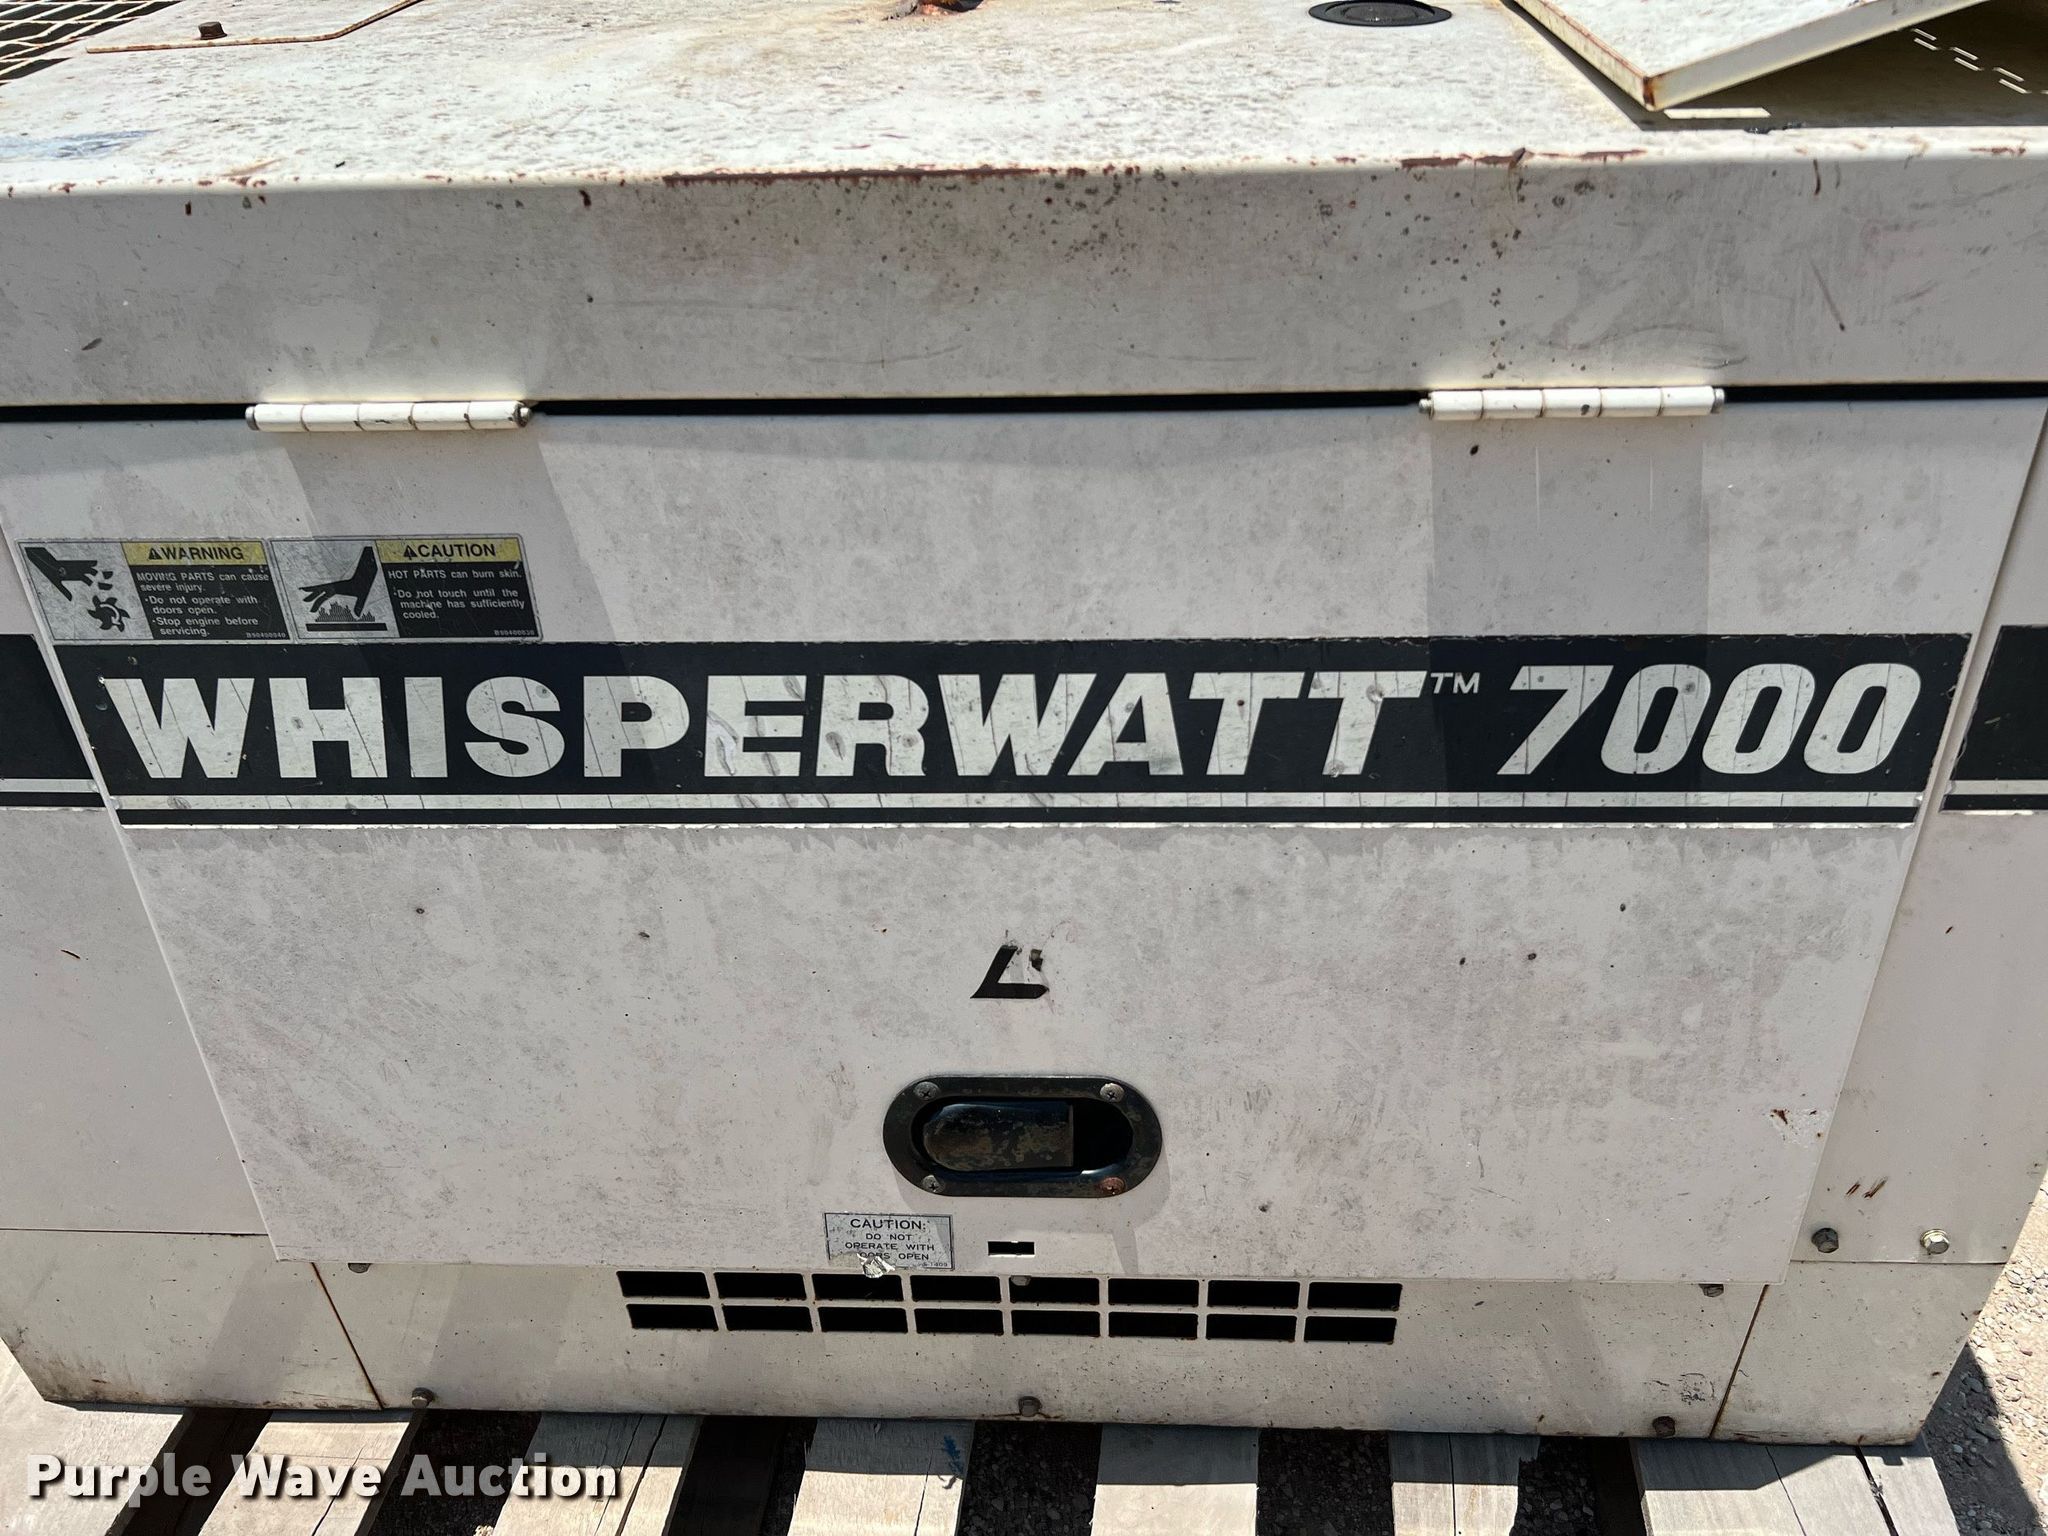 WARNING
MOVING PARTS can cause
severe injury.
·Do not operate with
doors open.
·Stop engine before
servicing.
CAUTION
HOT PARTS can burn skin.
·Do not touch until the
machine has sufficiently
cooled.
WHISPERWATT™ 7000
CAUTION:
DO NOT
OPERATE WITH
DOORS OPEN
Purple Wave Auction